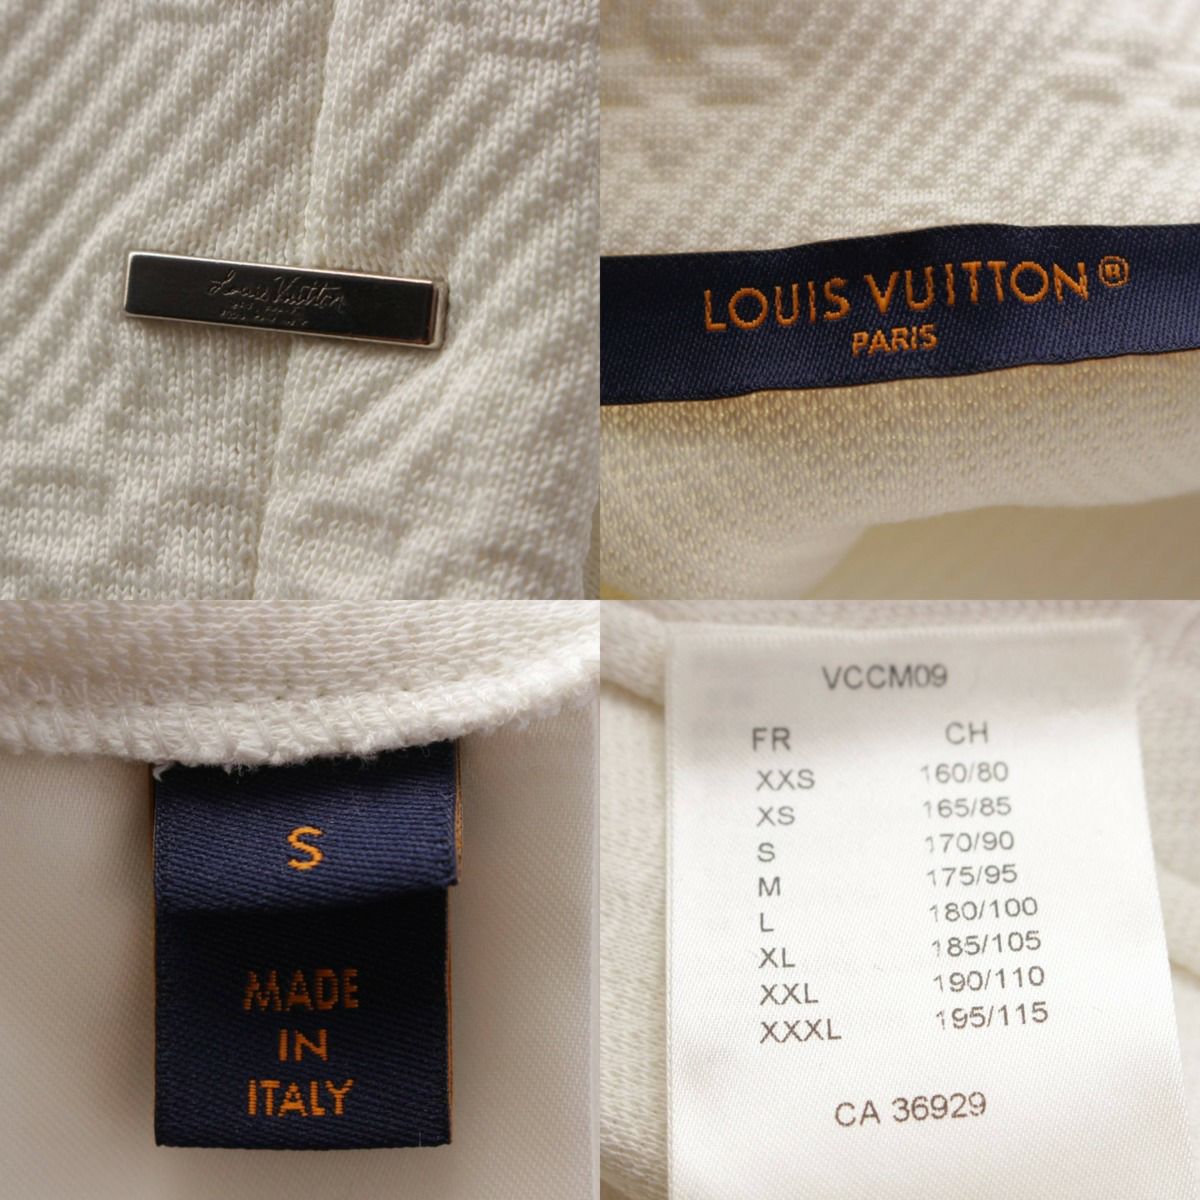 Louis Vuitton
LOUIS VUITTON®
PARIS
S
MADE
IN
ITALY
VCCM09
FR CH
XXS 160/80
XS 165/85
S 170/90
M 175/95
L 180/100
XL 185/105
XXL 190/110
XXXL 195/115
CA 36929